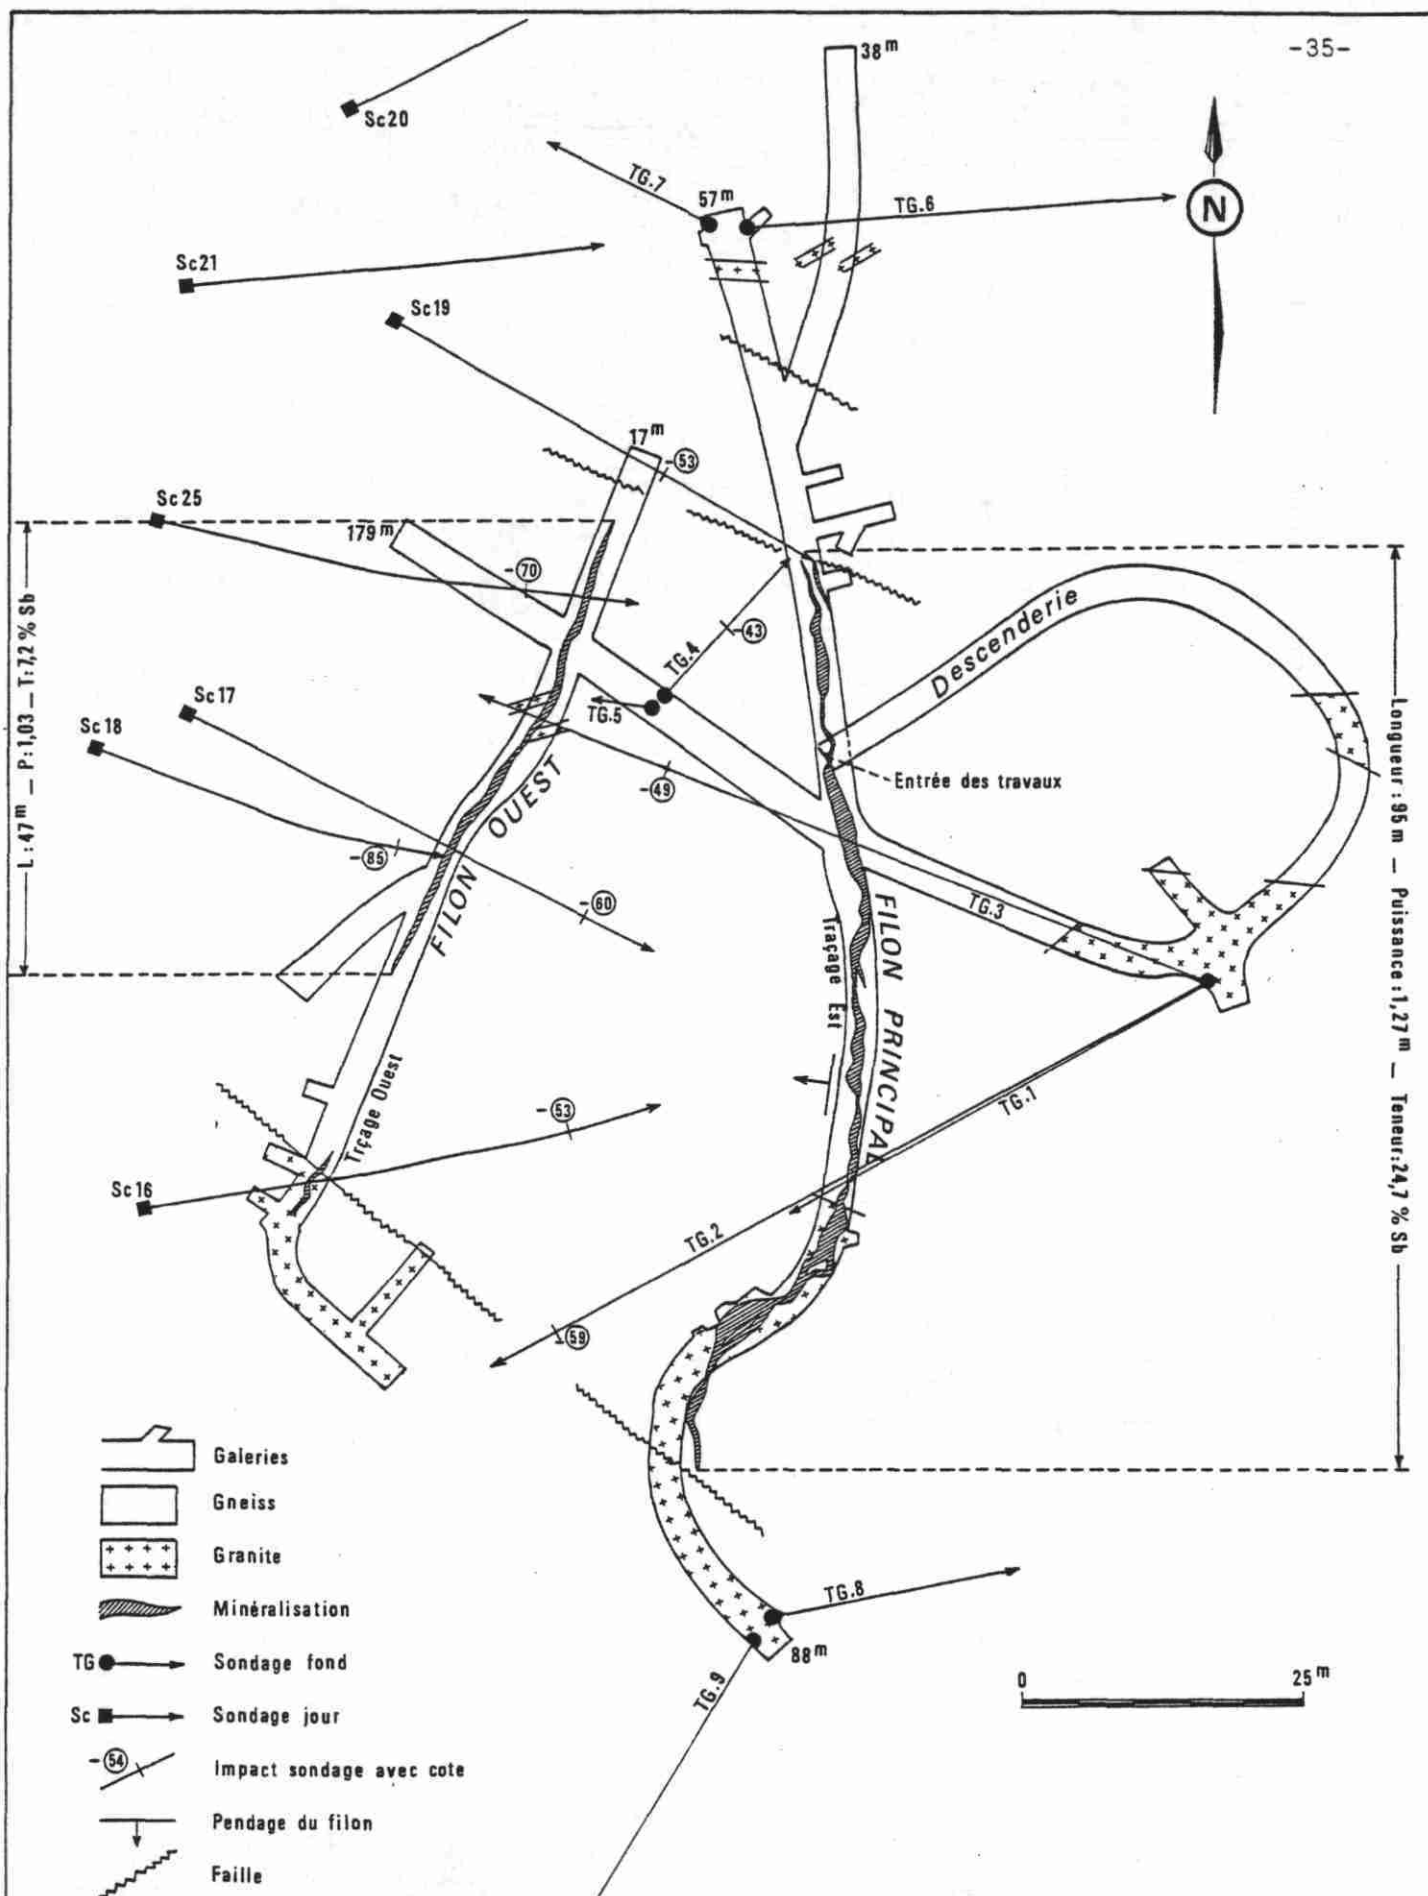 -35-
38m
Sc20
TG.7
57m
TG.6
N
Sc21
Sc19
17m
-53
Sc25
179m
-70
-43
TG.4
Descenderie
Sc17
Sc18
TG.5
-49
Entrée des travaux
L:47m — P:1,03 — T:7,2 % Sb
FILON OUEST
-85
-60
TG.3
Traçage Est
FILON PRINCIPAL
Longueur : 95 m — Puissance : 1,27m — Teneur: 24,7 % Sb
Trçage Ouest
-53
TG.1
Sc16
TG.2
-59
Galeries
Gneiss
Granite
Minéralisation
TG Sondage fond
Sc Sondage jour
-54 Impact sondage avec cote
Pendage du filon
Faille
TG.8
88m
TG.9
0 25m